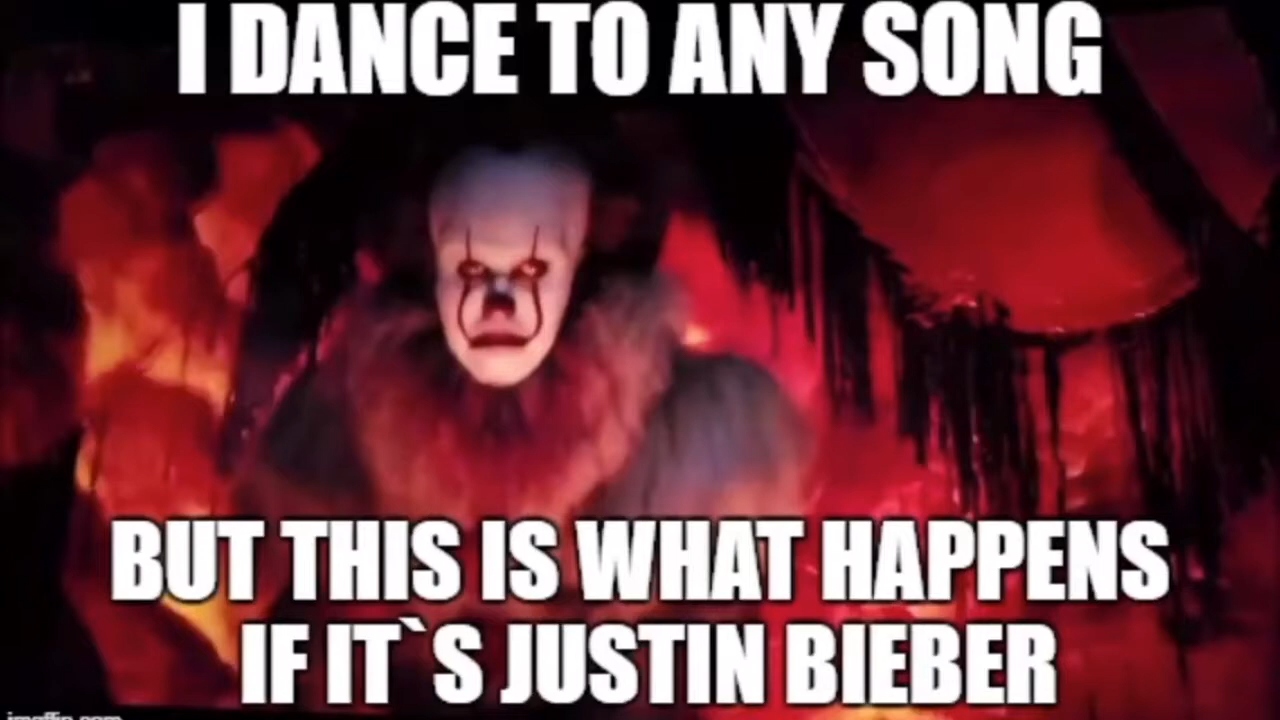 I DANCE TO ANY SONG
BUT THIS IS WHAT HAPPENS
IF IT`S JUSTIN BIEBER